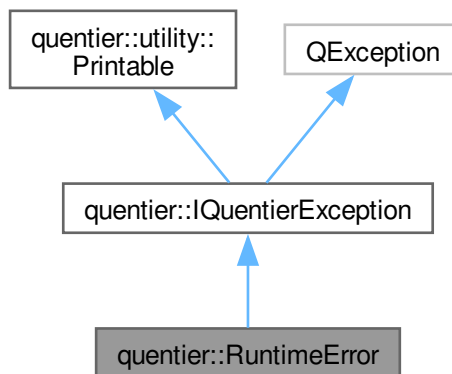 quentier::utility::
Printable
QException
quentier::IQuentierException
quentier::RuntimeError